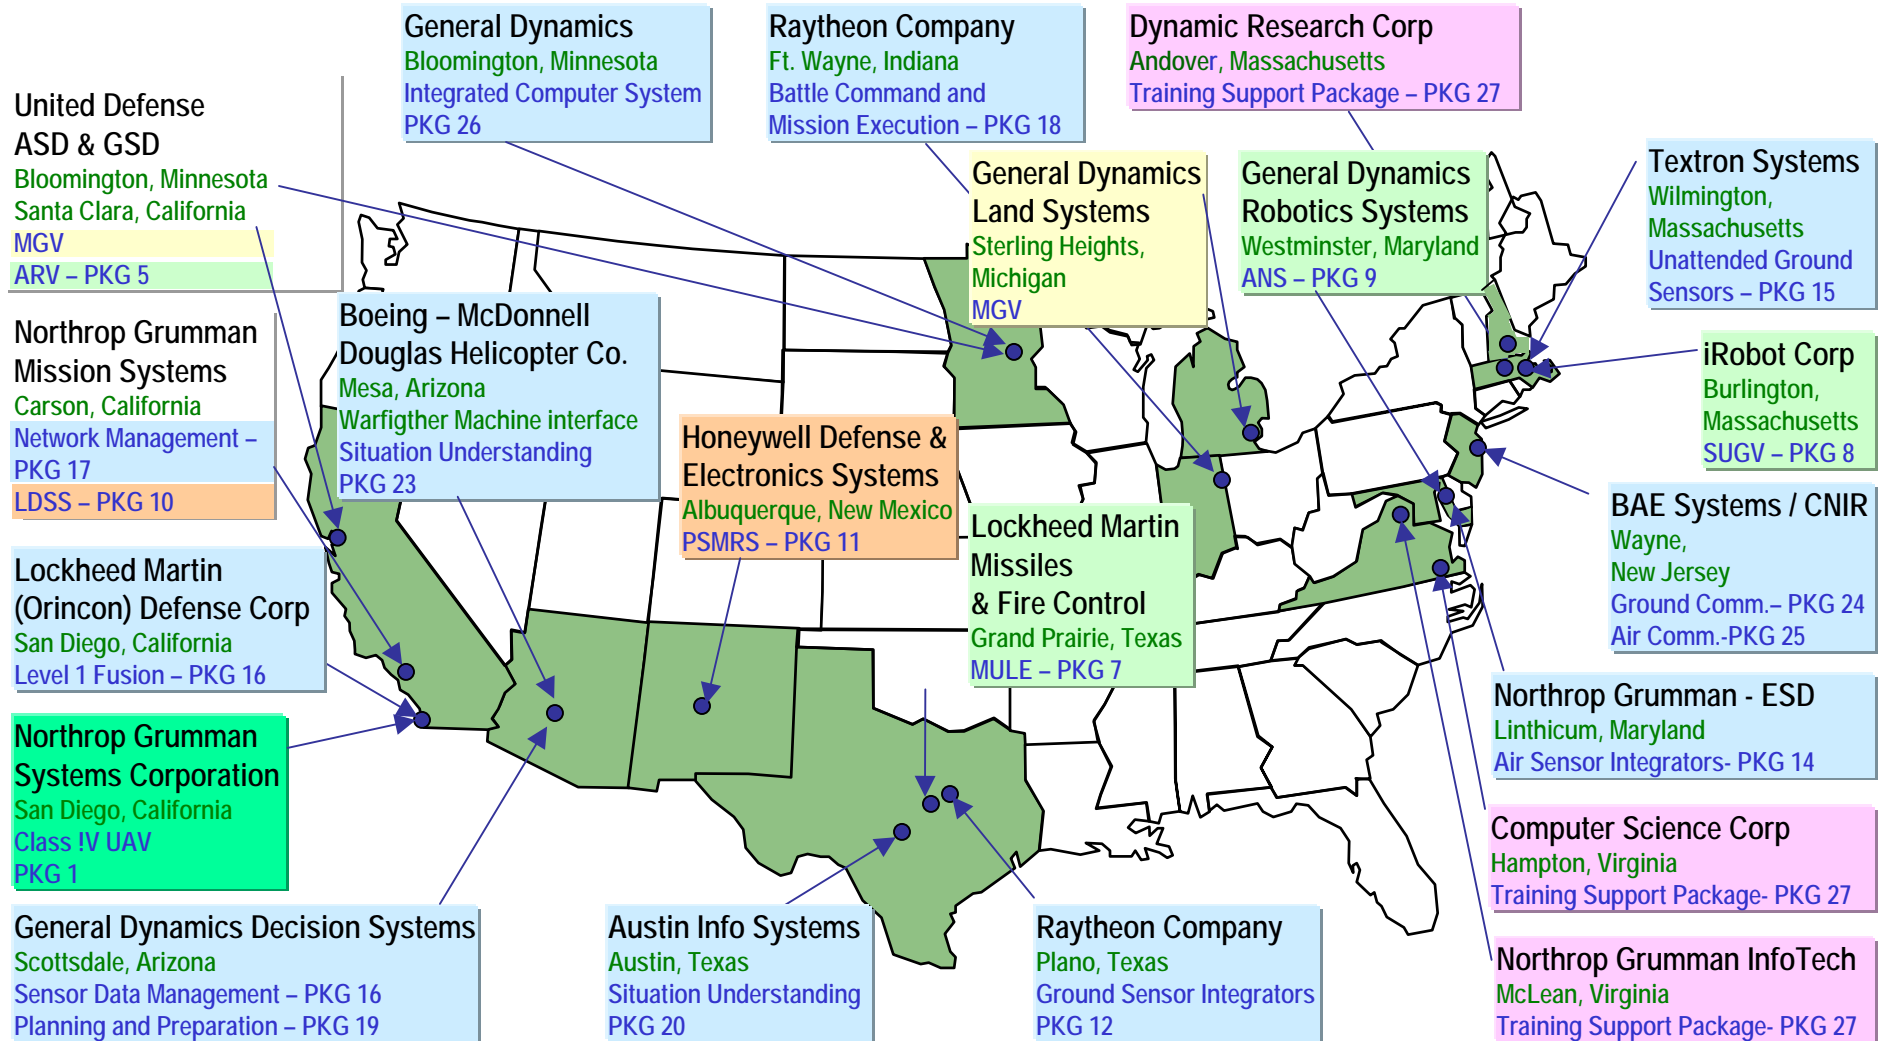 General Dynamics
Bloomington, Minnesota
Integrated Computer System
PKG 26
Raytheon Company
Ft. Wayne, Indiana
Battle Command and
Mission Execution – PKG 18
Dynamic Research Corp
Andover, Massachusetts
Training Support Package – PKG 27
United Defense
ASD & GSD
Bloomington, Minnesota
Santa Clara, California
MGV
ARV – PKG 5
General Dynamics
Land Systems
Sterling Heights,
Michigan
MGV
General Dynamics
Robotics Systems
Westminster, Maryland
ANS – PKG 9
Textron Systems
Wilmington,
Massachusetts
Unattended Ground
Sensors – PKG 15
Northrop Grumman
Mission Systems
Carson, California
Network Management –
PKG 17
LDSS – PKG 10
Boeing – McDonnell
Douglas Helicopter Co.
Mesa, Arizona
Warfigther Machine interface
Situation Understanding
PKG 23
Honeywell Defense &
Electronics Systems
Albuquerque, New Mexico
PSMRS – PKG 11
iRobot Corp
Burlington,
Massachusetts
SUGV – PKG 8
Lockheed Martin
Missiles
& Fire Control
Grand Prairie, Texas
MULE – PKG 7
BAE Systems / CNIR
Wayne,
New Jersey
Ground Comm.– PKG 24
Air Comm.-PKG 25
Lockheed Martin
(Orincon) Defense Corp
San Diego, California
Level 1 Fusion – PKG 16
Northrop Grumman - ESD
Linthicum, Maryland
Air Sensor Integrators- PKG 14
Northrop Grumman
Systems Corporation
San Diego, California
Class !V UAV
PKG 1
Computer Science Corp
Hampton, Virginia
Training Support Package- PKG 27
General Dynamics Decision Systems
Scottsdale, Arizona
Sensor Data Management – PKG 16
Planning and Preparation – PKG 19
Austin Info Systems
Austin, Texas
Situation Understanding
PKG 20
Raytheon Company
Plano, Texas
Ground Sensor Integrators
PKG 12
Northrop Grumman InfoTech
McLean, Virginia
Training Support Package- PKG 27